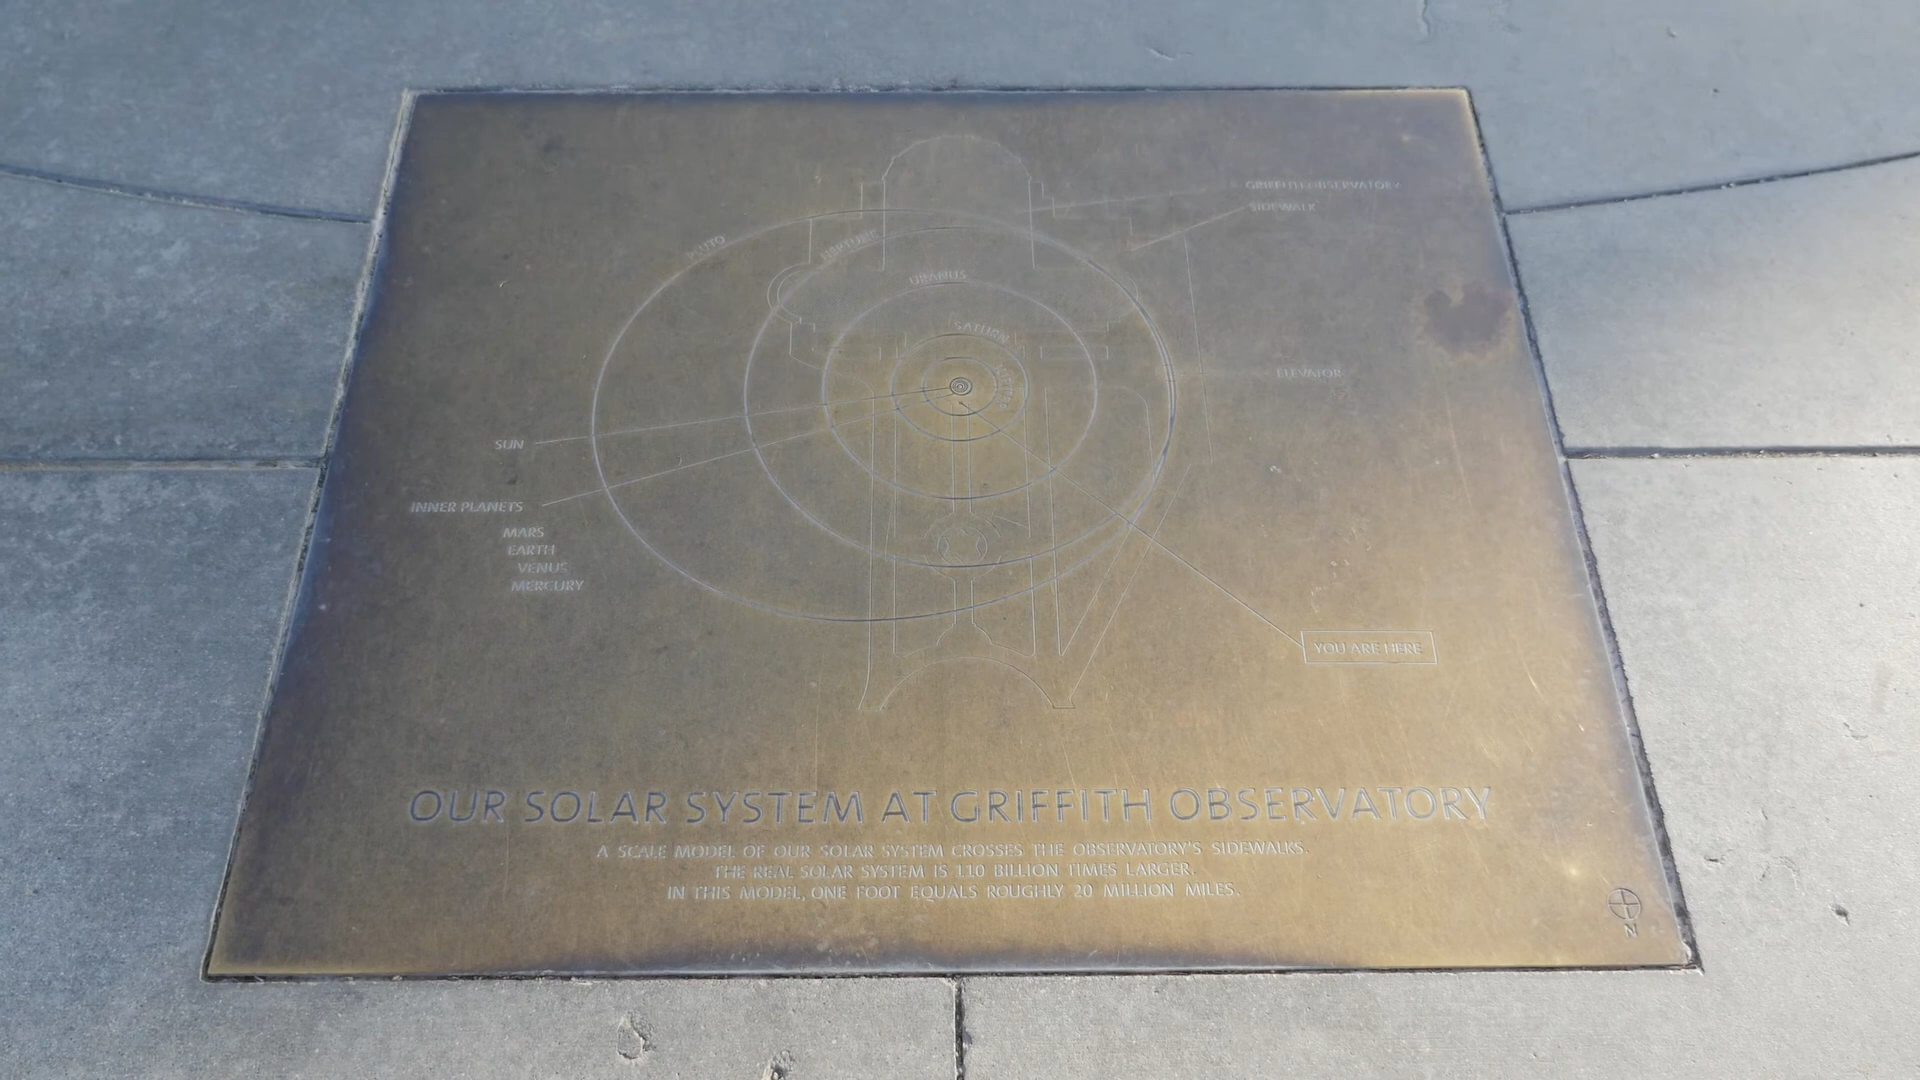 GRIFFITH OBSERVATORY
SIDEWALK
PLUTO
NEPTUNE
URANUS
SATURN
JUPITER
ELEVATOR
SUN
INNER PLANETS
MARS
EARTH
VENUS
MERCURY
YOU ARE HERE
OUR SOLAR SYSTEM AT GRIFFITH OBSERVATORY
A SCALE MODEL OF OUR SOLAR SYSTEM CROSSES THE OBSERVATORY'S SIDEWALKS.
THE REAL SOLAR SYSTEM IS 110 BILLION TIMES LARGER.
IN THIS MODEL, ONE FOOT EQUALS ROUGHLY 20 MILLION MILES.
N